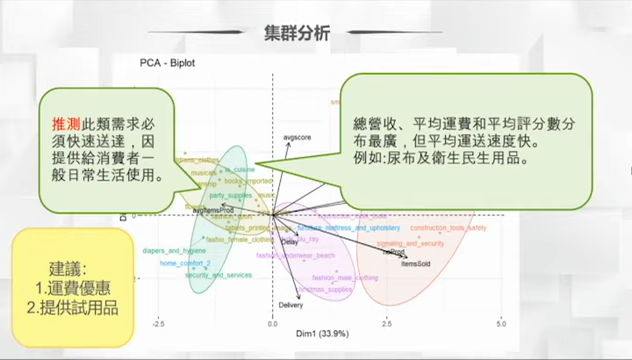 集群分析
PCA - Biplot
推測此類需求必
須快速送達，因
提供給消費者一
般日常生活使用。
總營收、平均運費和平均評分數分
布最廣，但平均運送速度快。
例如:尿布及衛生民生用品。
avgscore
la_cuisine
books_imported
party_supplies
music
avgItemsProd
fashio_female_clothing
Delay
furniture_mattress_and_upholstery
construction_tools_safety
signaling_and_security
noProd
ItemsSold
diapers_and_hygiene
home_comfort_2
security_and_services
fashion_underwear_beach
fashion_male_clothing
christmas_supplies
Delivery
建議：
1.運費優惠
2.提供試用品
-2.5
0.0
2.5
5.0
Dim1 (33.9%)